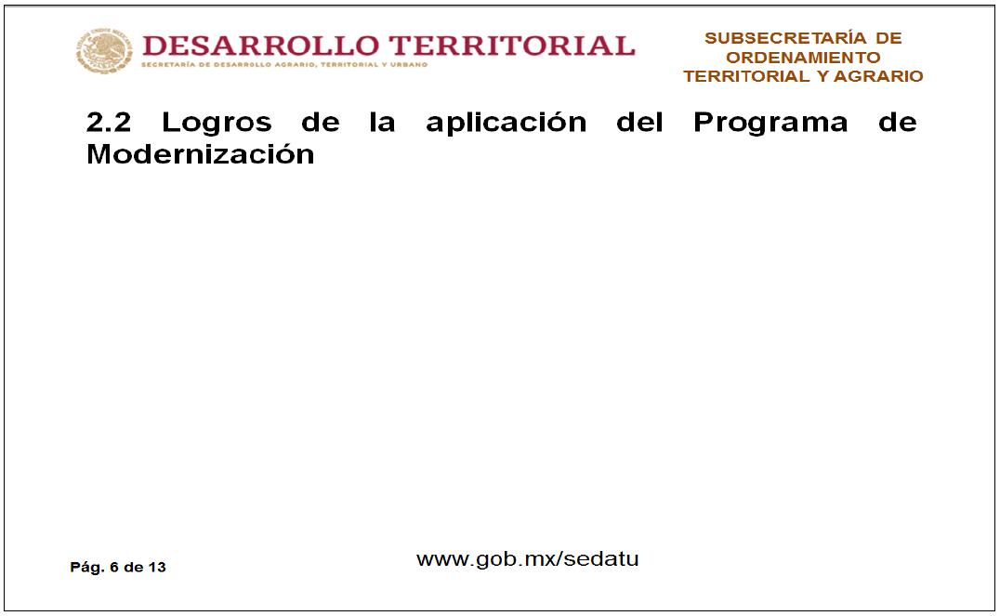 DESARROLLO TERRITORIAL
SECRETARÍA DE DESARROLLO AGRARIO, TERRITORIAL Y URBANO
SUBSECRETARÍA DE
ORDENAMIENTO
TERRITORIAL Y AGRARIO
2.2 Logros de la aplicación del Programa de
Modernización
www.gob.mx/sedatu
Pág. 6 de 13